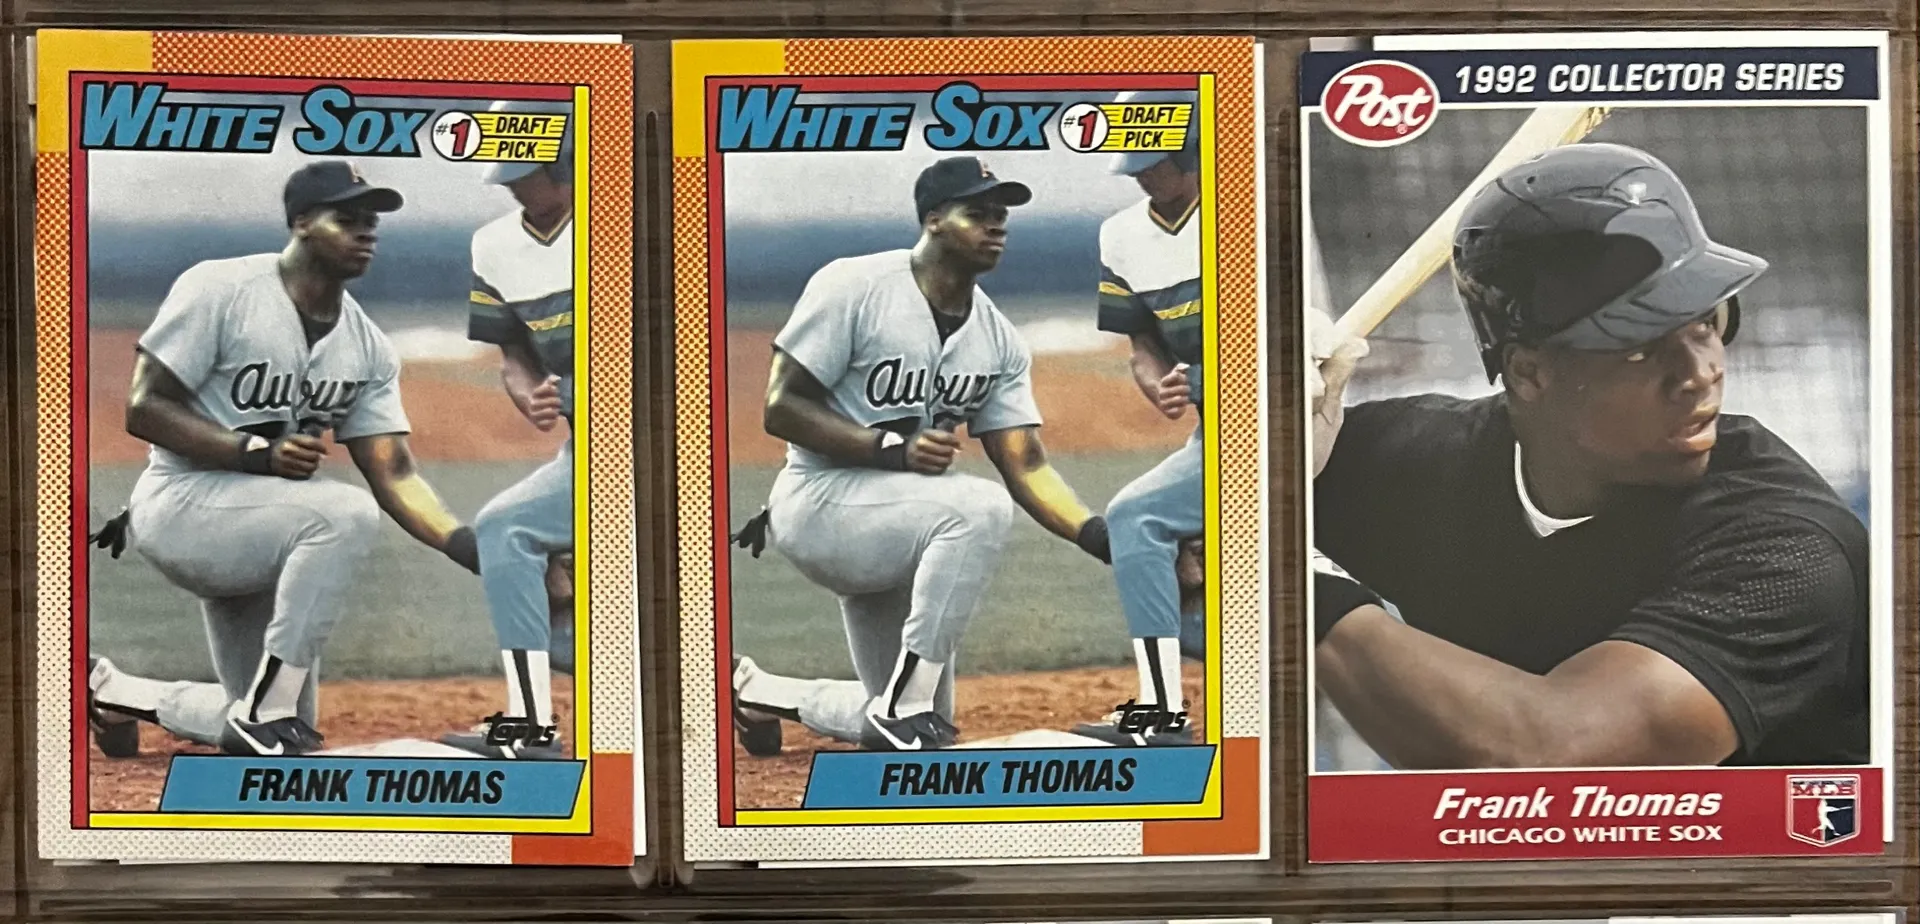 WHITE SOX #1 DRAFT PICK
Auburn
topps
FRANK THOMAS
WHITE SOX #1 DRAFT PICK
Auburn
topps
FRANK THOMAS
Post® 1992 COLLECTOR SERIES
Frank Thomas
CHICAGO WHITE SOX
MLB